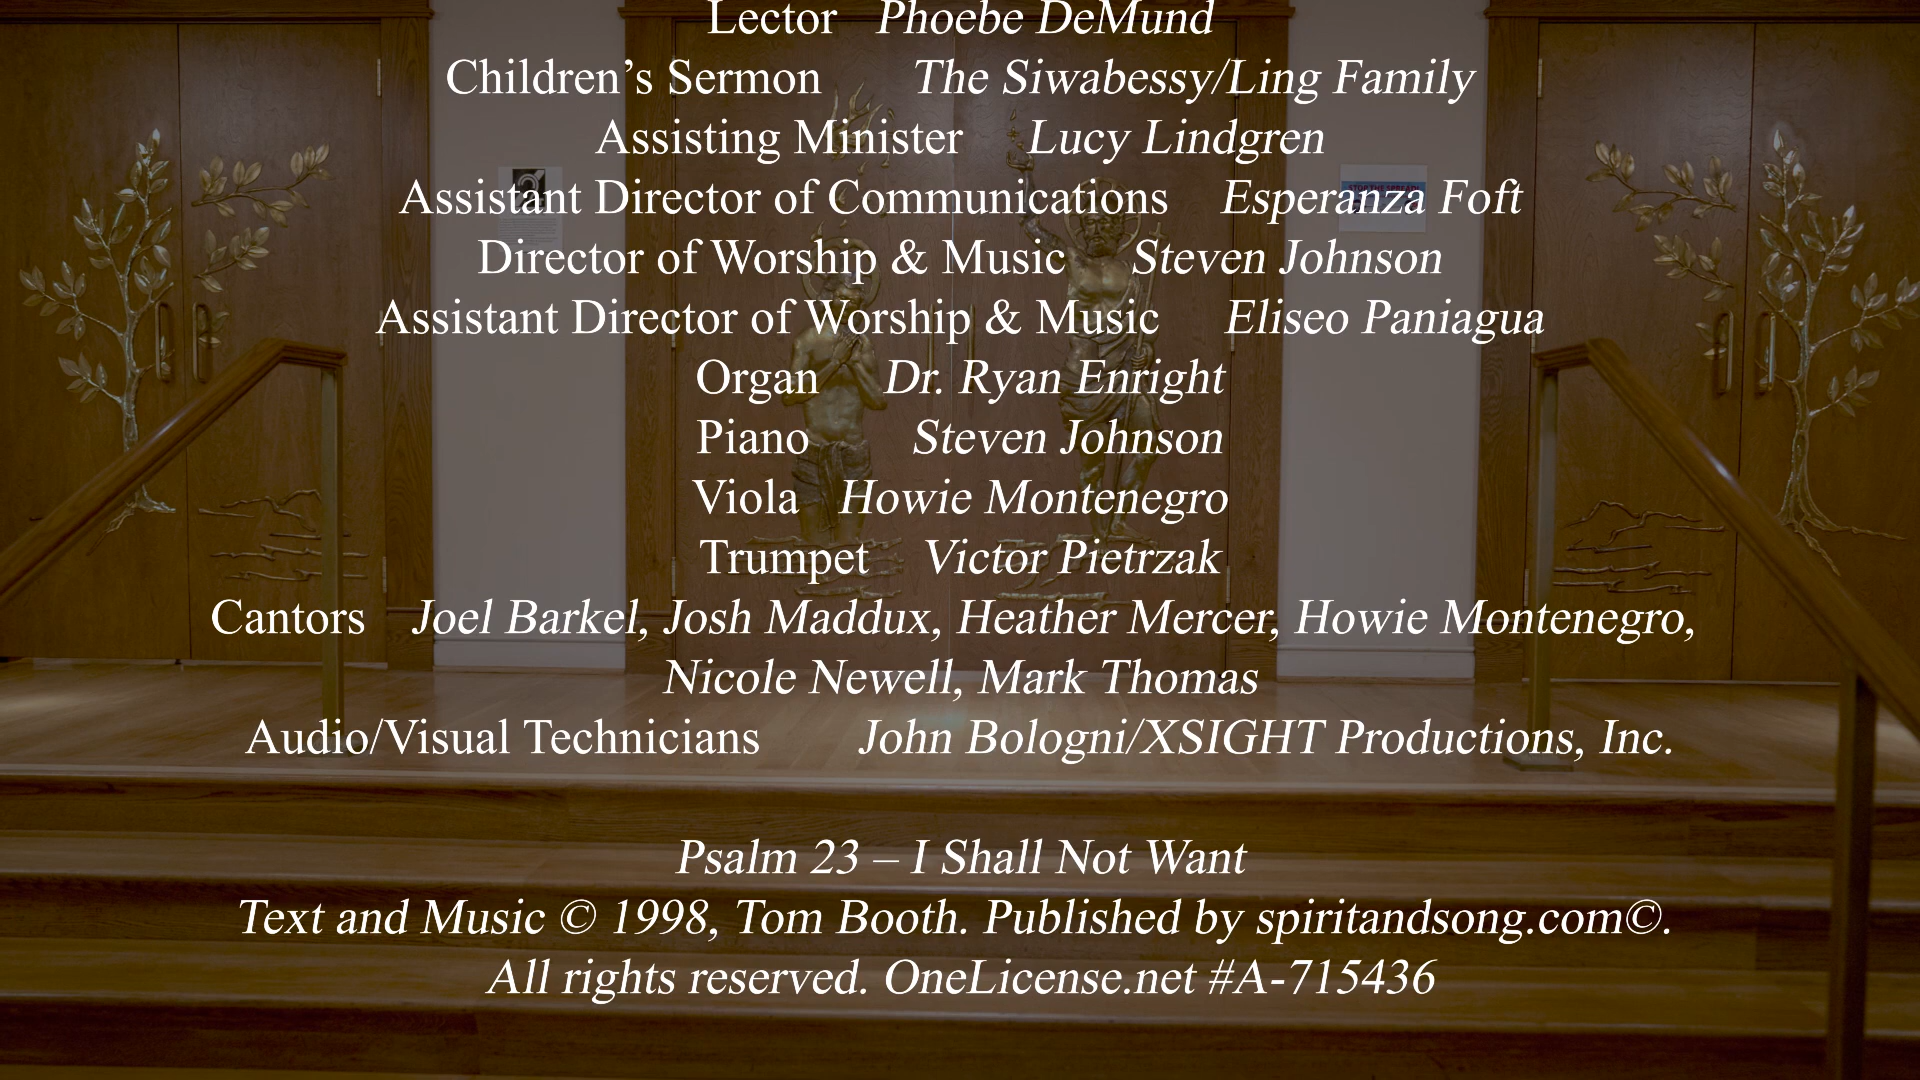 Lector Phoebe DeMund
Children’s Sermon The Siwabessy/Ling Family
Assisting Minister Lucy Lindgren
Assistant Director of Communications Esperanza Foft
Director of Worship & Music Steven Johnson
Assistant Director of Worship & Music Eliseo Paniagua
Organ Dr. Ryan Enright
Piano Steven Johnson
Viola Howie Montenegro
Trumpet Victor Pietrzak
Cantors Joel Barkel, Josh Maddux, Heather Mercer, Howie Montenegro,
Nicole Newell, Mark Thomas
Audio/Visual Technicians John Bologni/XSIGHT Productions, Inc.
Psalm 23 – I Shall Not Want
Text and Music © 1998, Tom Booth. Published by spiritandsong.com©.
All rights reserved. OneLicense.net #A-715436